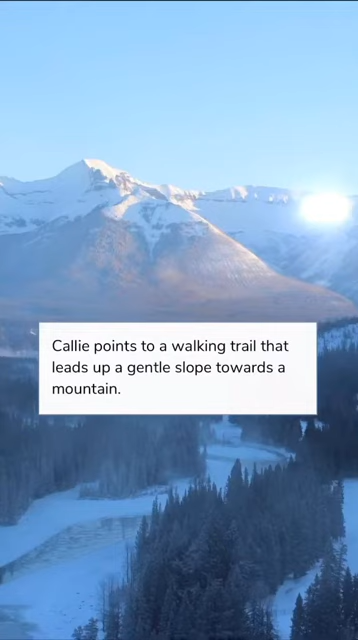 Callie points to a walking trail that
leads up a gentle slope towards a
mountain.